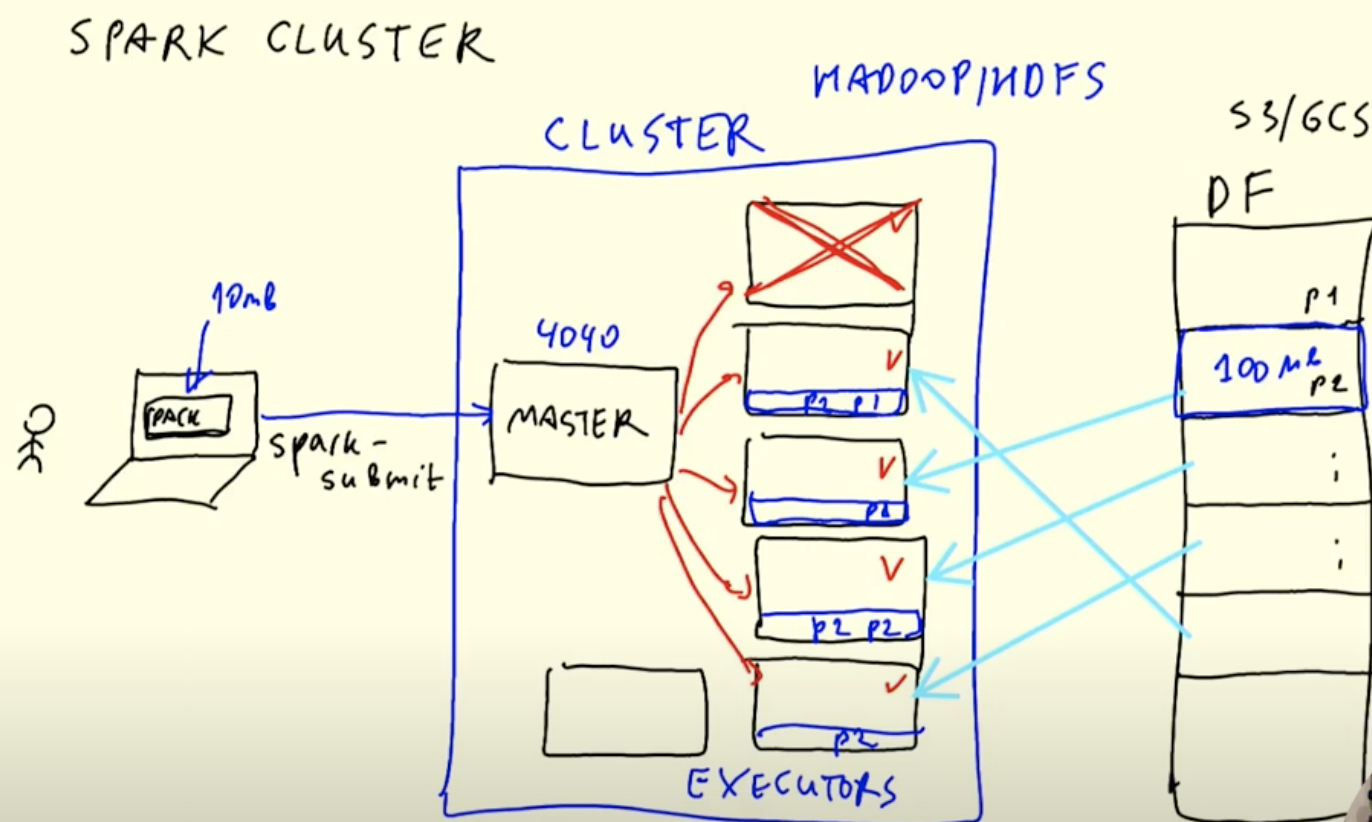 SPARK CLUSTER
HADOOP/HDFS
S3/GCS
CLUSTER
DF
10MB
p1
4040
V
100 MB
p2
V
SPACK
MASTER
p2 p1
spark-
submit
V
p1
V
p2 p2
V
p2
EXECUTORS